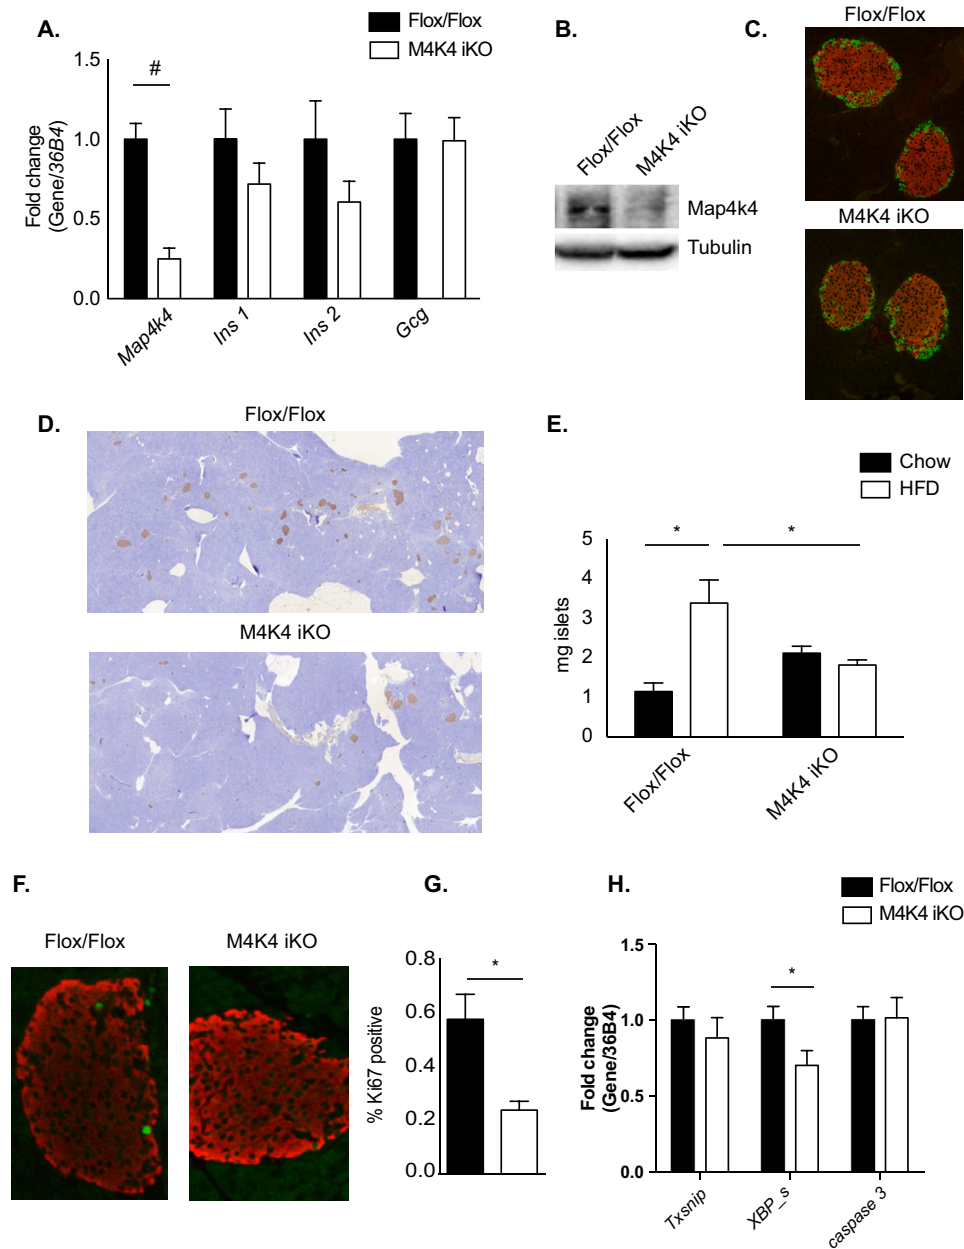 A.
Flox/Flox
M4K4 iKO
#
Fold change
(Gene/36B4)
1.5
1.0
0.5
0.0
Map4k4
Ins 1
Ins 2
Gcg
B.
Flox/Flox
M4K4 iKO
Map4k4
Tubulin
C.
Flox/Flox
M4K4 iKO
D.
Flox/Flox
M4K4 iKO
E.
Chow
HFD
*
*
mg islets
5
4
3
2
1
0
Flox/Flox
M4K4 iKO
F.
Flox/Flox
M4K4 iKO
G.
*
% Ki67 positive
0.8
0.6
0.4
0.2
0.0
H.
Flox/Flox
M4K4 iKO
*
Fold change
(Gene/36B4)
1.5
1.0
0.5
0.0
Txsnip
XBP_s
caspase 3